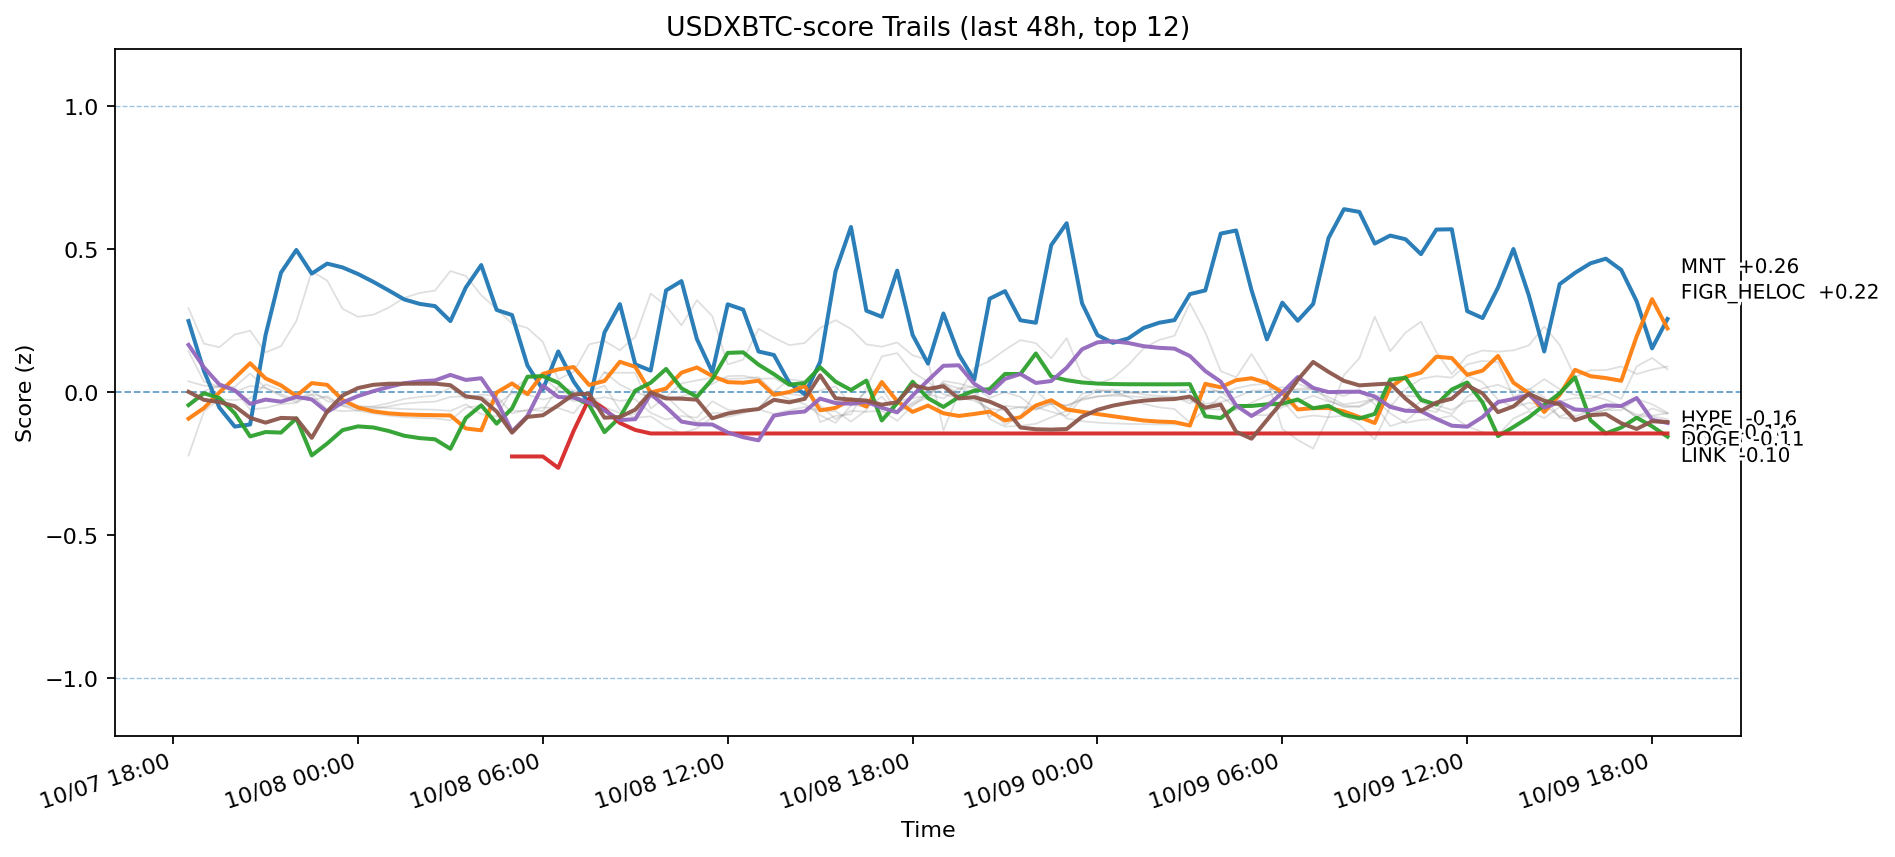 USDXBTC-score Trails (last 48h, top 12)
Score (z)
1.0
0.5
0.0
−0.5
−1.0
MNT +0.26
FIGR_HELOC +0.22
HYPE -0.16
DOGE -0.11
LINK -0.10
10/07 18:00
10/08 00:00
10/08 06:00
10/08 12:00
10/08 18:00
10/09 00:00
10/09 06:00
10/09 12:00
10/09 18:00
Time